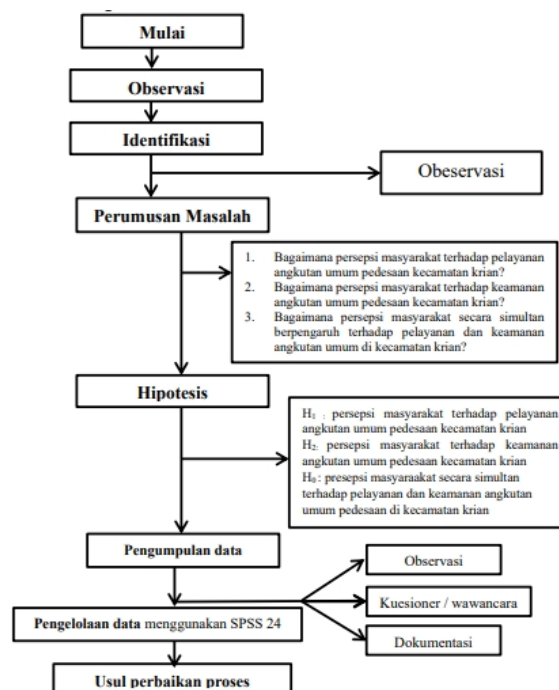 Mulai
Observasi
Identifikasi
Obeservasi
Perumusan Masalah
1. Bagaimana persepsi masyarakat terhadap pelayanan
angkutan umum pedesaan kecamatan krian?
2. Bagaimana persepsi masyarakat terhadap keamanan
angkutan umum pedesaan kecamatan krian?
3. Bagaimana persepsi masyarakat secara simultan
berpengaruh terhadap pelayanan dan keamanan
angkutan umum di kecamatan krian?
Hipotesis
H₁ : persepsi masyarakat terhadap pelayanan
angkutan umum pedesaan kecamatan krian
H₂: persepsi masyarakat terhadap keamanan
angkutan umum pedesaan kecamatan krian
H₀ : presepsi masyaraakat secara simultan
terhadap pelayanan dan keamanan angkutan
umum pedesaan di kecamatan krian
Pengumpulan data
Observasi
Kuesioner / wawancara
Pengelolaan data menggunakan SPSS 24
Dokumentasi
Usul perbaikan proses